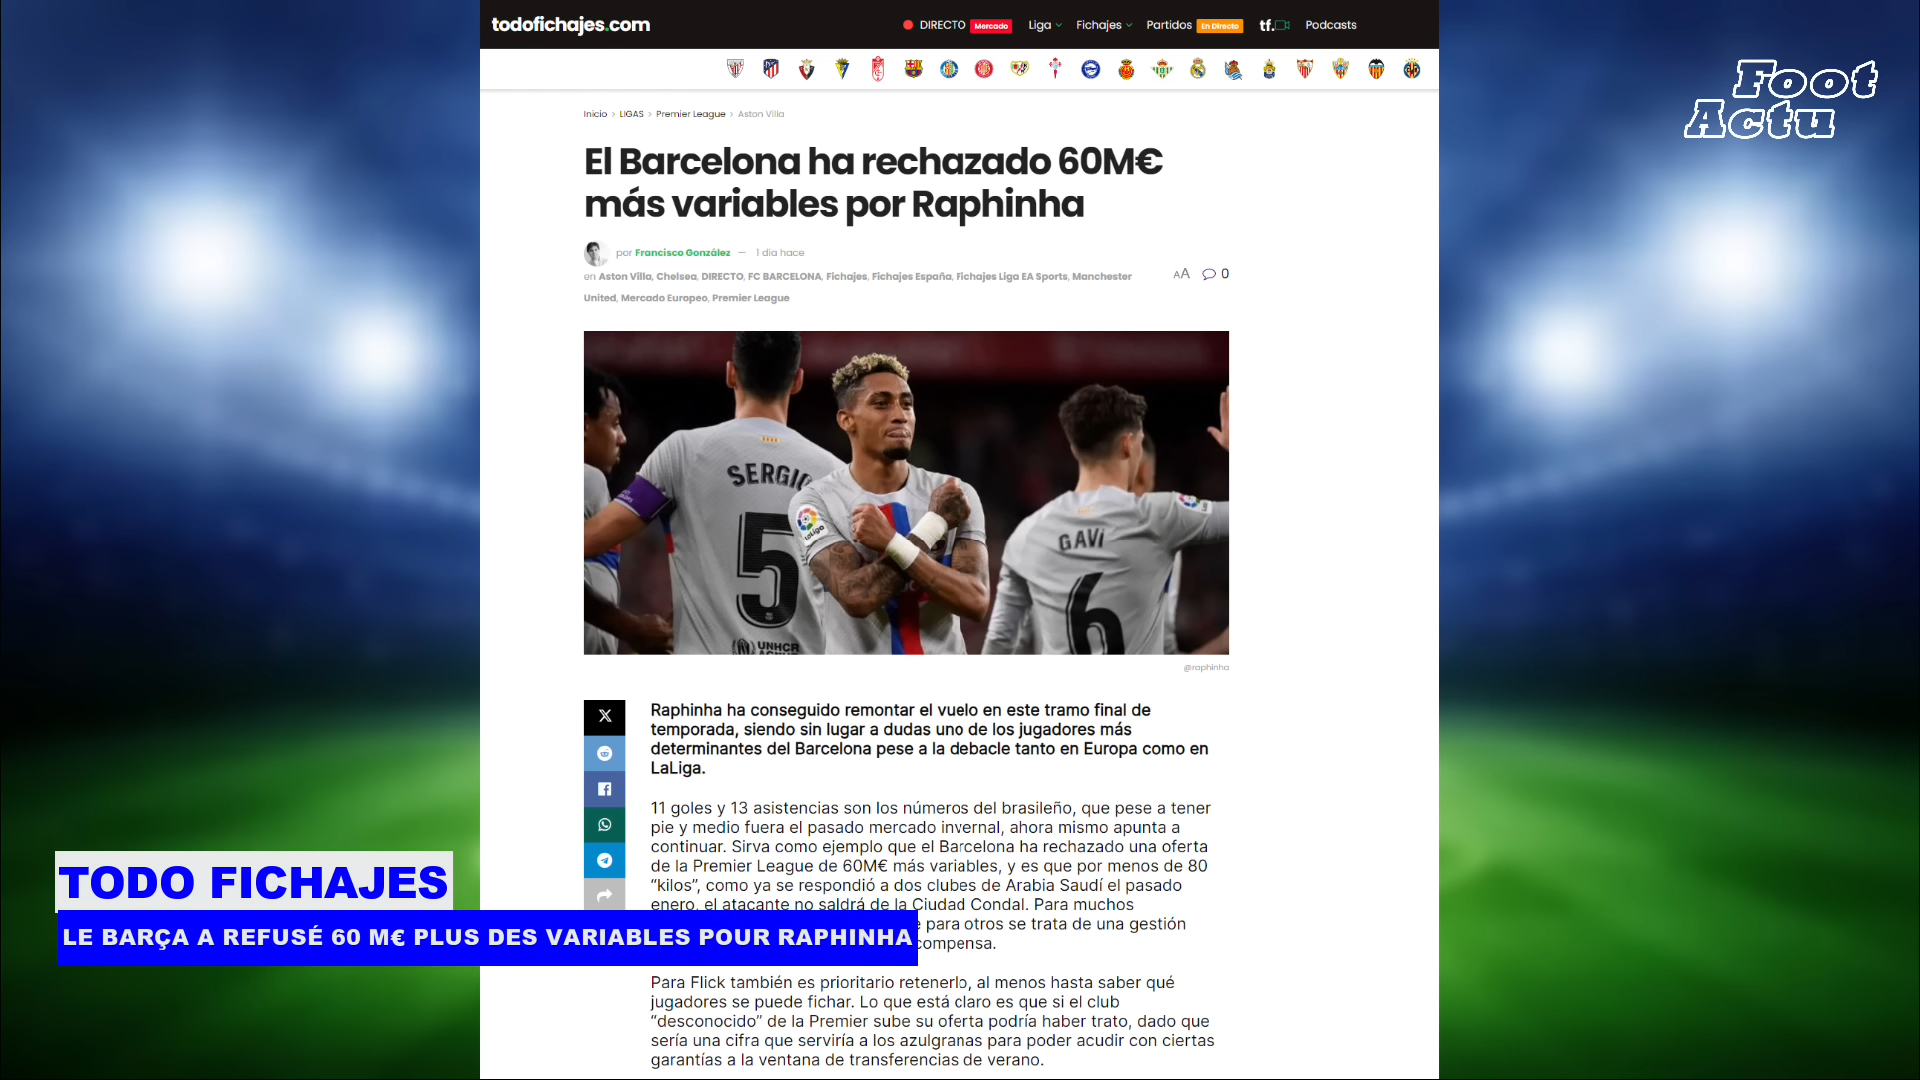 todofichajes.com
DIRECTO Mercado Liga Fichajes Partidos En Directo tf. Podcasts
Foot
Actu
Inicio > LIGAS > Premier League > Aston Villa
El Barcelona ha rechazado 60M€
más variables por Raphinha
por Francisco González — 1 día hace
en Aston Villa, Chelsea, DIRECTO, FC BARCELONA, Fichajes, Fichajes España, Fichajes Liga EA Sports, Manchester
United, Mercado Europeo, Premier League
AA 0
SERGIO
5
UNHCR
LaLiga
GAVI
6
@raphinha
Raphinha ha conseguido remontar el vuelo en este tramo final de
temporada, siendo sin lugar a dudas uno de los jugadores más
determinantes del Barcelona pese a la debacle tanto en Europa como en
LaLiga.
11 goles y 13 asistencias son los números del brasileño, que pese a tener
pie y medio fuera el pasado mercado invernal, ahora mismo apunta a
continuar. Sirva como ejemplo que el Barcelona ha rechazado una oferta
de la Premier League de 60M€ más variables, y es que por menos de 80
“kilos”, como ya se respondió a dos clubes de Arabia Saudí el pasado
enero, el atacante no saldrá de la Ciudad Condal. Para muchos
para otros se trata de una gestión
compensa.
Para Flick también es prioritario retenerlo, al menos hasta saber qué
jugadores se puede fichar. Lo que está claro es que si el club
“desconocido” de la Premier sube su oferta podría haber trato, dado que
sería una cifra que serviría a los azulgranas para poder acudir con ciertas
garantías a la ventana de transferencias de verano.
TODO FICHAJES
LE BARÇA A REFUSÉ 60 M€ PLUS DES VARIABLES POUR RAPHINHA